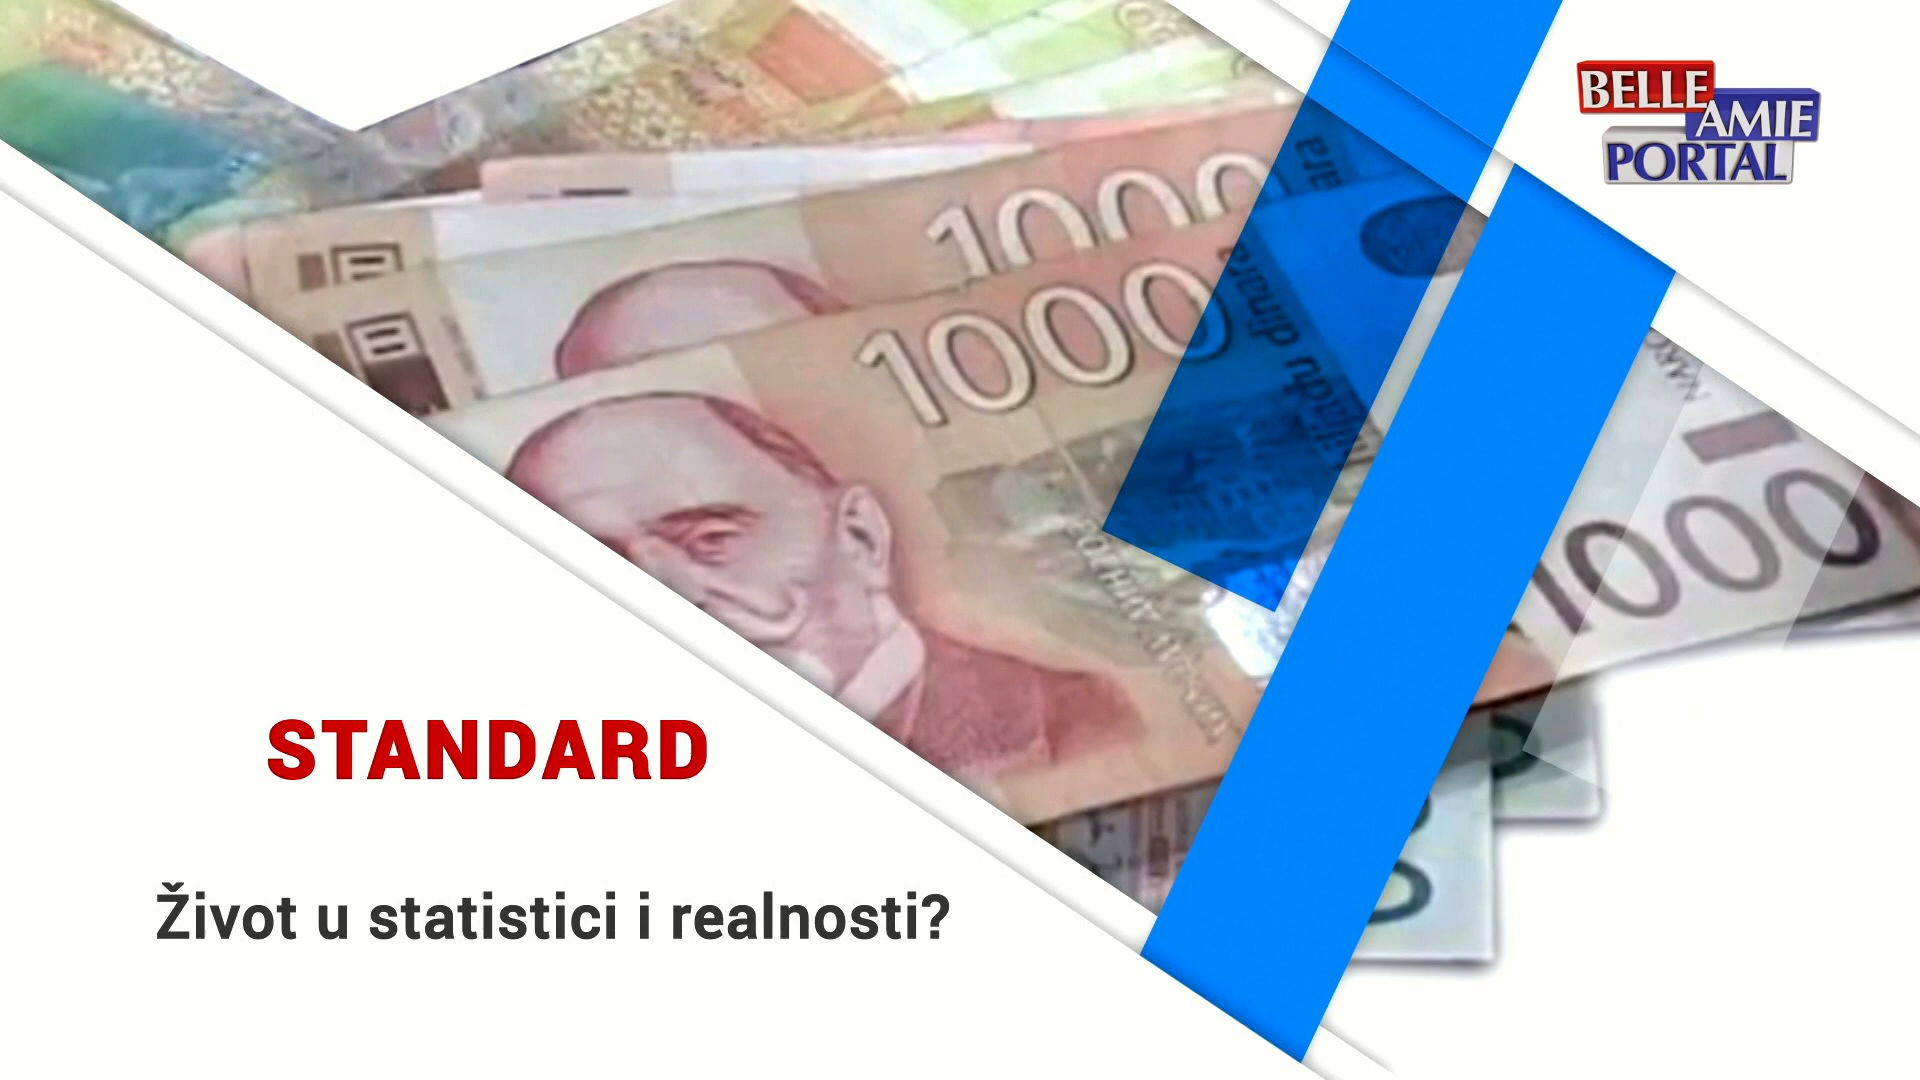 BELLE
AMIE
PORTAL
1000
1000
1000
STANDARD
Život u statistici i realnosti?